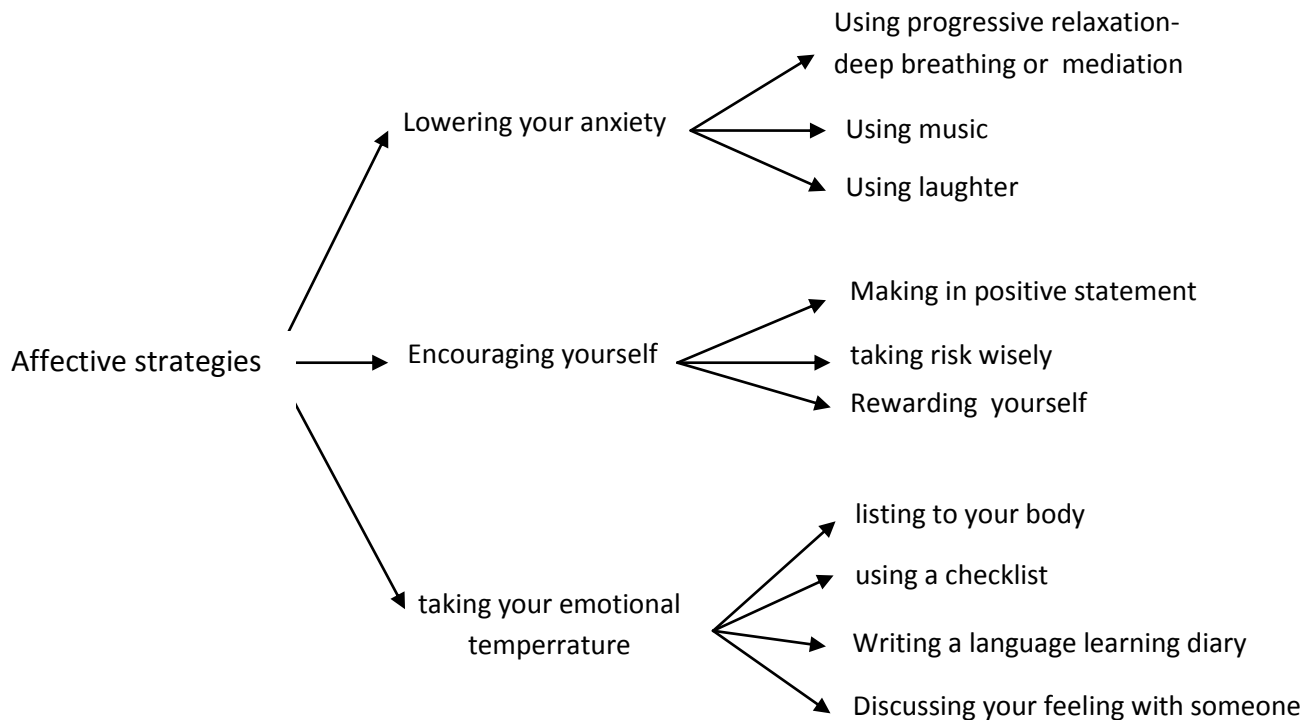 Using progressive relaxation-
deep breathing or mediation
Lowering your anxiety
Using music
Using laughter
Making in positive statement
Affective strategies
Encouraging yourself
taking risk wisely
Rewarding yourself
listing to your body
using a checklist
taking your emotional
temperrature
Writing a language learning diary
Discussing your feeling with someone